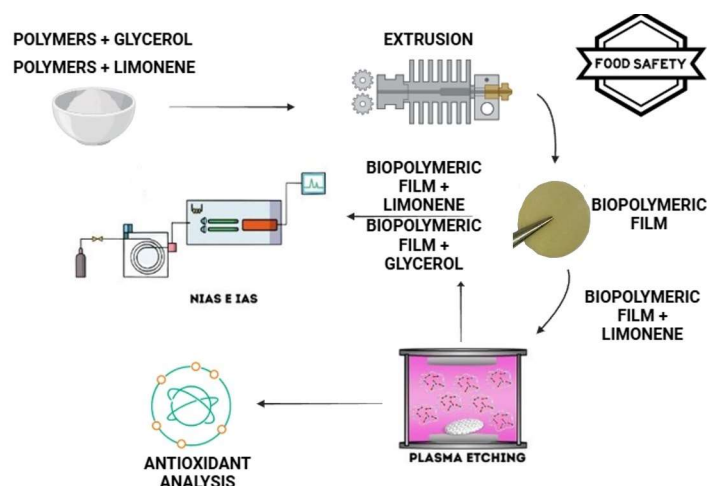 POLYMERS + GLYCEROL
POLYMERS + LIMONENE
EXTRUSION
FOOD SAFETY
BIOPOLYMERIC
FILM +
LIMONENE
BIOPOLYMERIC
FILM +
GLYCEROL
BIOPOLYMERIC
FILM
BIOPOLYMERIC
FILM +
LIMONENE
NIAS E IAS
PLASMA ETCHING
ANTIOXIDANT
ANALYSIS